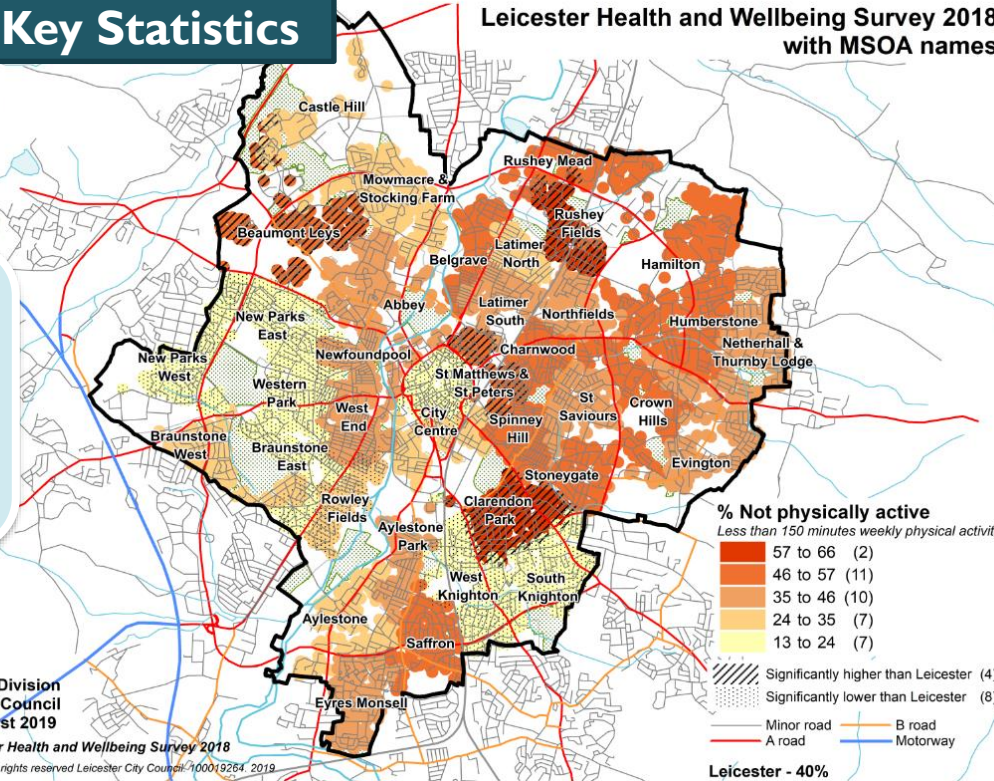 Key Statistics
Leicester Health and Wellbeing Survey 2018
with MSOA names
Castle Hill
Rushey Mead
Mowmacre &
Stocking Farm
Beaumont Leys
Rushey
Fields
Latimer
North
Belgrave
Hamilton
Abbey
Latimer
South
Northfields
New Parks
East
Humberstone
Newfoundpool
Charnwood
Netherhall &
Thurnby Lodge
New Parks
West
St Matthews &
St Peters
Western
Park
West
End
City
Centre
St
Saviours
Crown
Hills
Spinney
Hill
Braunstone
West
Braunstone
East
Evington
Stoneygate
Rowley
Fields
Clarendon
Park
Aylestone
Park
West
Knighton
South
Knighton
Aylestone
Saffron
Eyres Monsell
% Not physically active
Less than 150 minutes weekly physical activit
57 to 66 (2)
46 to 57 (11)
35 to 46 (10)
24 to 35 (7)
13 to 24 (7)
Significantly higher than Leicester (4)
Significantly lower than Leicester (8)
Minor road
B road
A road
Motorway
Leicester - 40%
Division
Council
st 2019
r Health and Wellbeing Survey 2018
rights reserved Leicester City Council 100019264. 2019